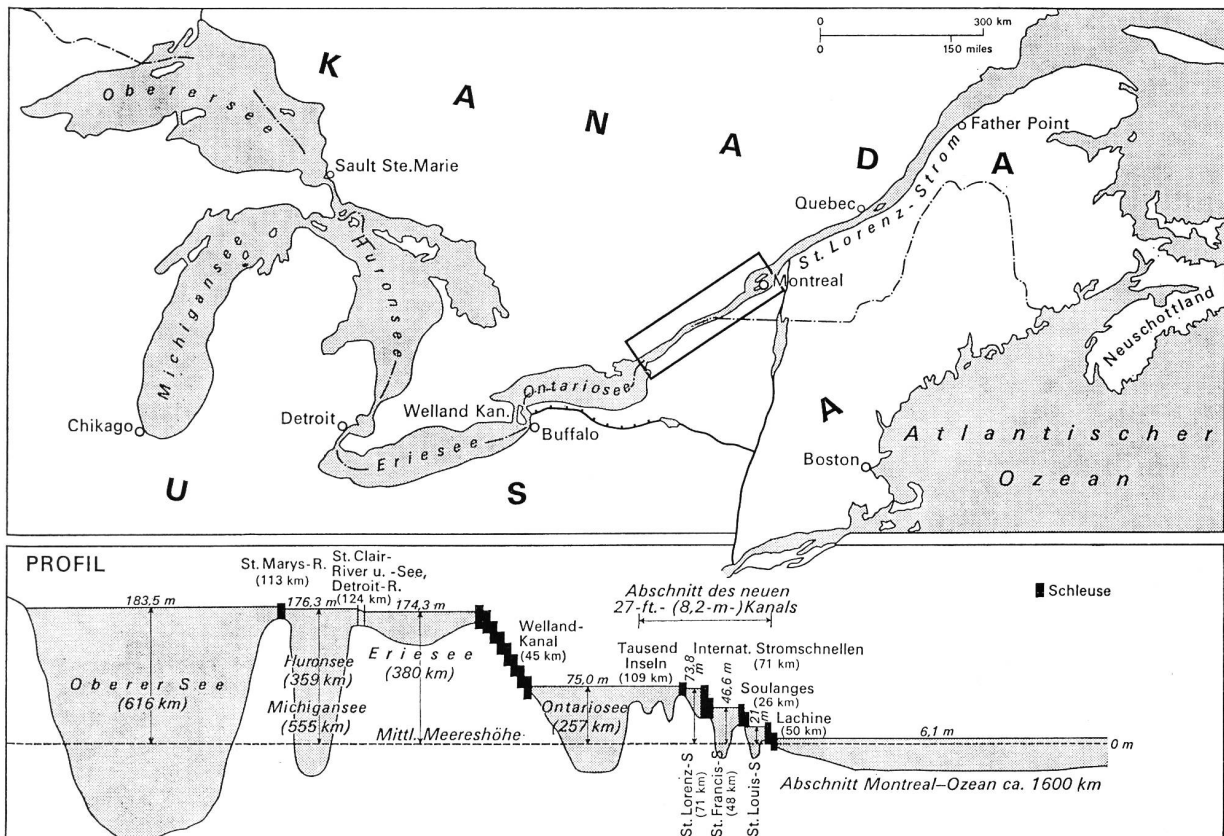 0 300 km
0 150 miles
K A N A D A
Oberersee
Sault Ste.Marie
Father Point
Quebec
St. Lorenz-Strom
Huronsee
Michigansee
Montreal
Neuschottland
Ontariosee
Welland Kan.
Detroit
Chikago
Buffalo
Eriesee
Boston
Atlantischer
Ozean
U S A
PROFIL
St. Marys-R.
(113 km)
St. Clair-
River u. -See,
Detroit-R.
(124 km)
Abschnitt des neuen
27-ft.- (8,2-m-)Kanals
Schleuse
183,5 m
176,3 m
174,3 m
Welland-
Kanal
(45 km)
Tausend
Inseln
(109 km)
73,8
m
Internat. Stromschnellen
(71 km)
46,6 m
Soulanges
(26 km)
21
m
Lachine
(50 km)
Oberer See
(616 km)
Huronsee
(359 km)
Michigansee
(555 km)
Eriesee
(380 km)
75,0 m
Ontariosee
(257 km)
Mittl. Meereshöhe
6,1 m
0 m
St. Lorenz-S
(71 km)
St. Francis-S
(48 km)
St. Louis-S
Abschnitt Montreal–Ozean ca. 1600 km